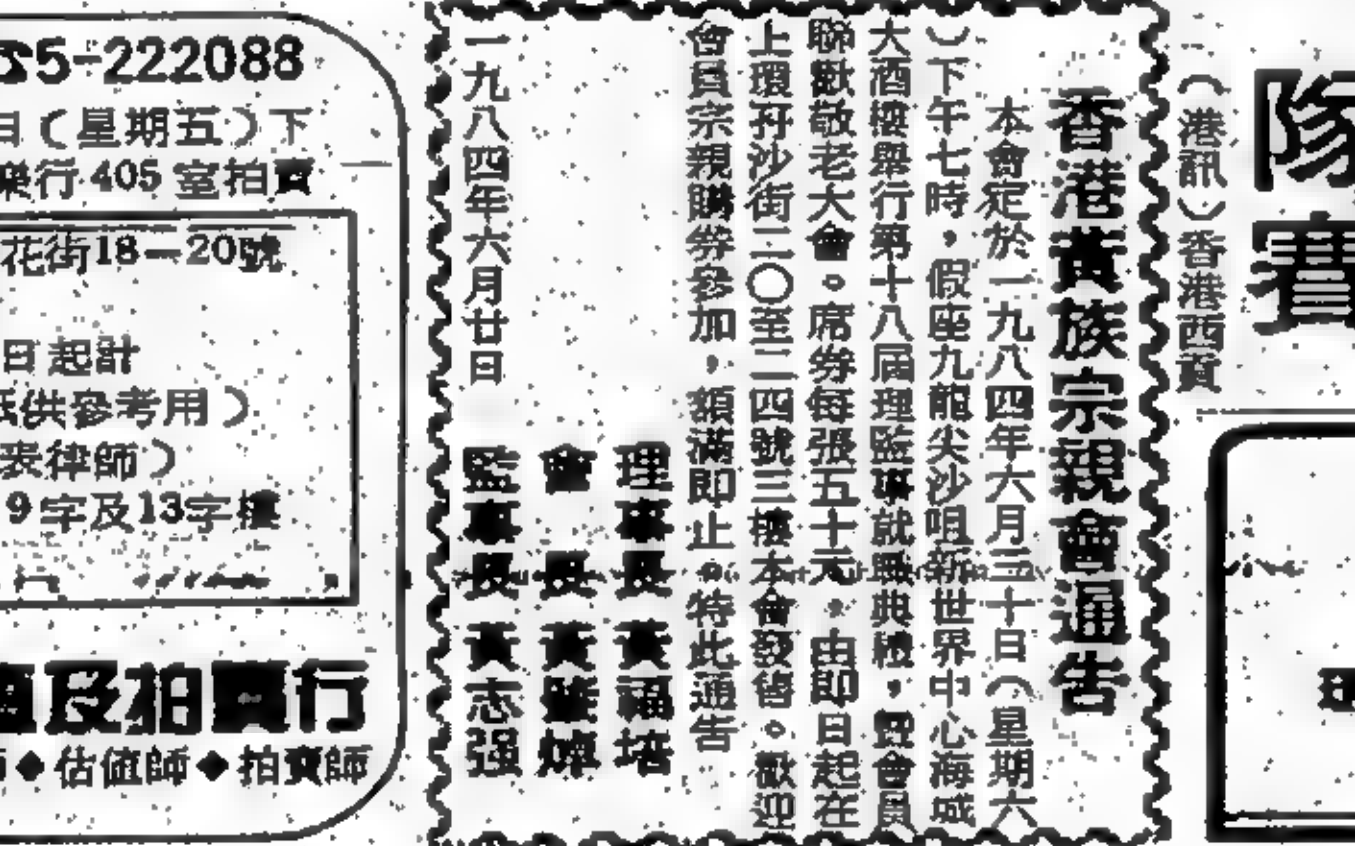 香港黃族宗親會通告
本會定於一九八四年六月三十日（星期六
）下午七時，假座九龍尖沙咀新世界中心海城
大酒樓舉行第十八屆理監事就職典禮，暨會員
聯歡敬老大會。席券每張五十元，由即日起在
上環孖沙街二〇至二四號三樓本會發售。歡迎
會員宗親購券參加，額滿即止。特此通告
理事長 黃福培
會 長 黃
監事長 黃志强
一九八四年六月廿日
隊
賽
（港訊）香港西貢
5-222088
日（星期五）下
樂行 405 室拍賣
花街18—20號
日起計
祇供參考用）
表律師）
9字及13字樓
及拍賣行
◆估值師◆拍賣師